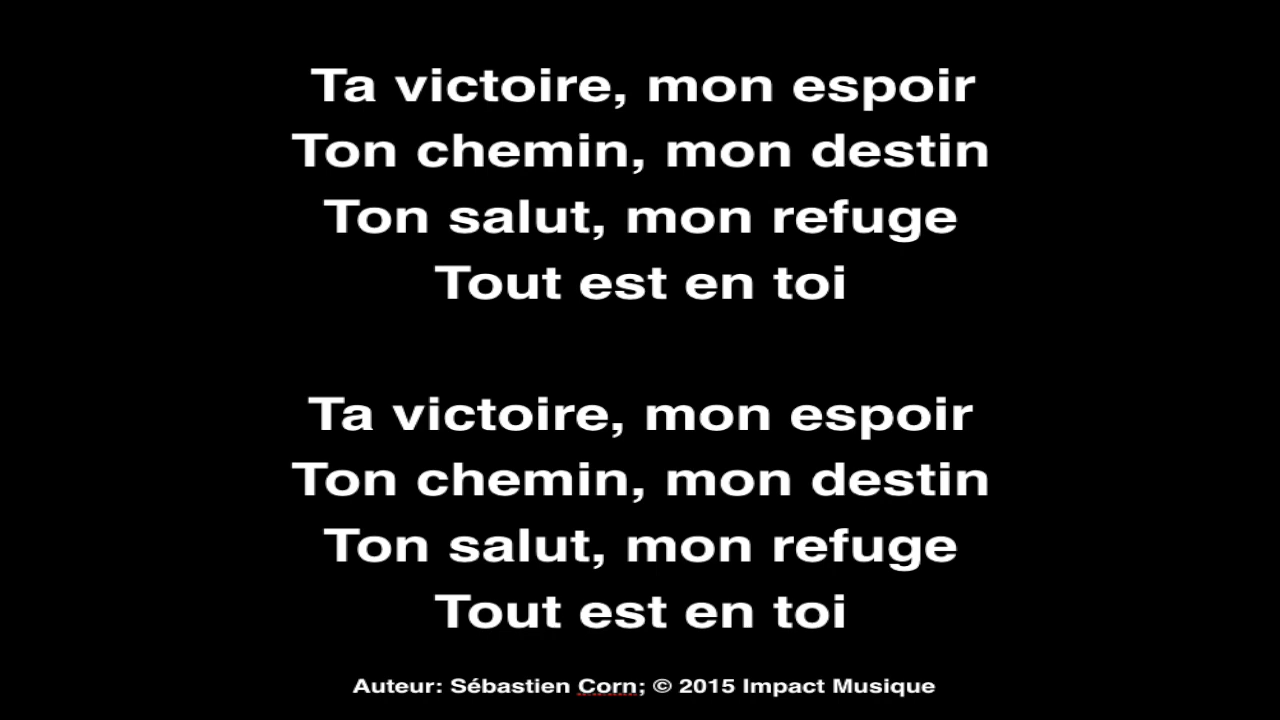 Ta victoire, mon espoir
Ton chemin, mon destin
Ton salut, mon refuge
Tout est en toi
Ta victoire, mon espoir
Ton chemin, mon destin
Ton salut, mon refuge
Tout est en toi
Auteur: Sébastien Corn; © 2015 Impact Musique